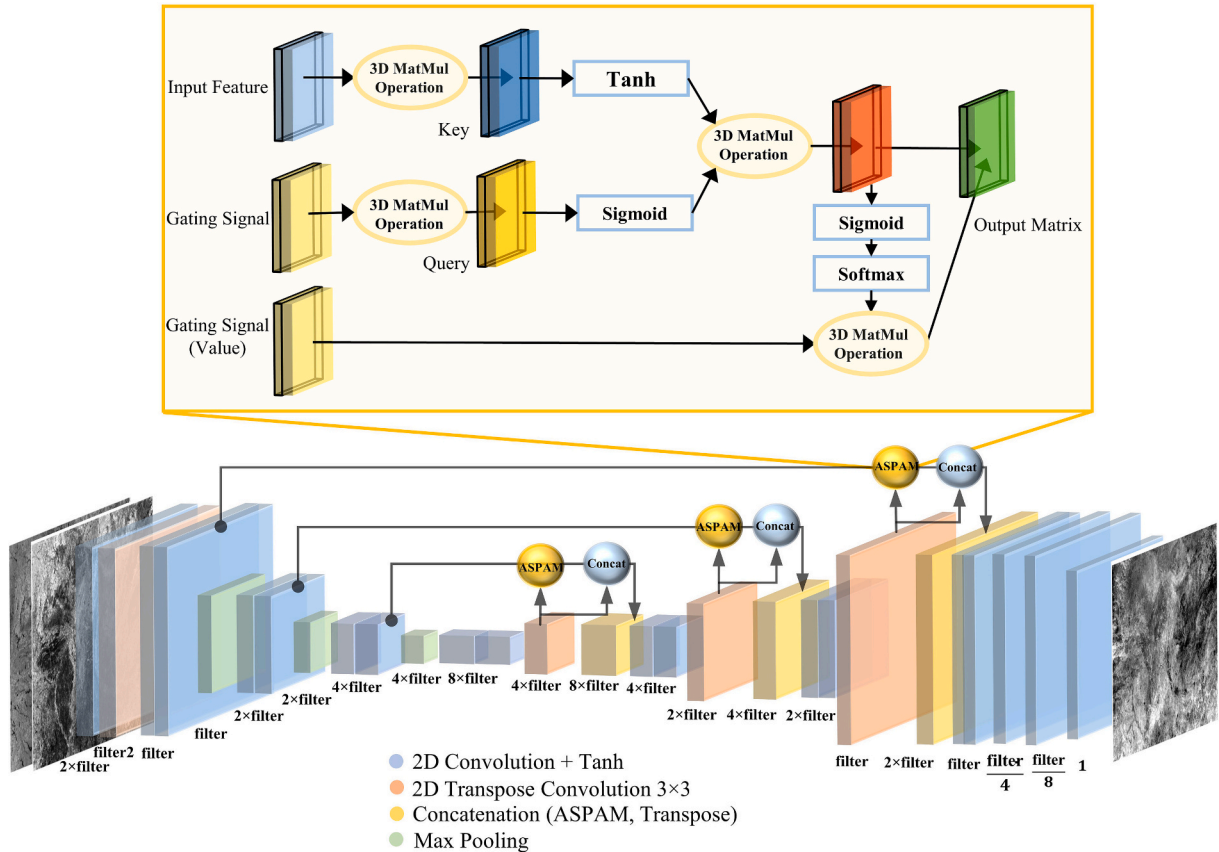 Input Feature
3D MatMul
Operation
Key
Tanh
3D MatMul
Operation
Gating Signal
3D MatMul
Operation
Query
Sigmoid
Sigmoid
Softmax
Output Matrix
Gating Signal
(Value)
3D MatMul
Operation
ASPAM
Concat
ASPAM
Concat
ASPAM
Concat
2×filter
filter2
filter
filter
2×filter
2×filter
4×filter
4×filter
8×filter
4×filter
8×filter
4×filter
2×filter
4×filter
2×filter
filter
2×filter
filter
filter
4
filter
8
1
2D Convolution + Tanh
2D Transpose Convolution 3×3
Concatenation (ASPAM, Transpose)
Max Pooling